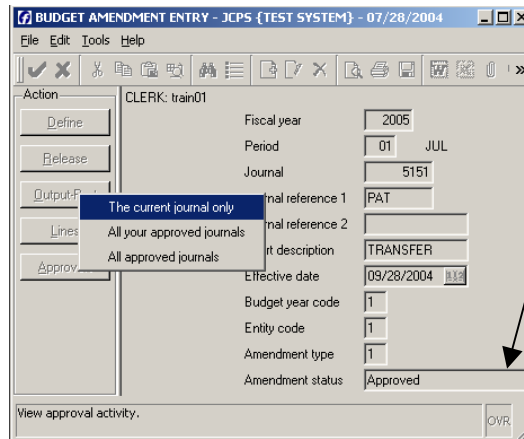 BUDGET AMENDMENT ENTRY - JCPS {TEST SYSTEM} - 07/28/2004
File Edit Tools Help
Action
CLERK: train01
Define
Fiscal year 2005
Period 01 JUL
Release
Journal 5151
The current journal only
reference 1 PAT
Lines
All your approved journals
reference 2
All approved journals
description TRANSFER
Effective date 09/28/2004
Budget year code 1
Entity code 1
Amendment type 1
Amendment status Approved
View approval activity.
OVR